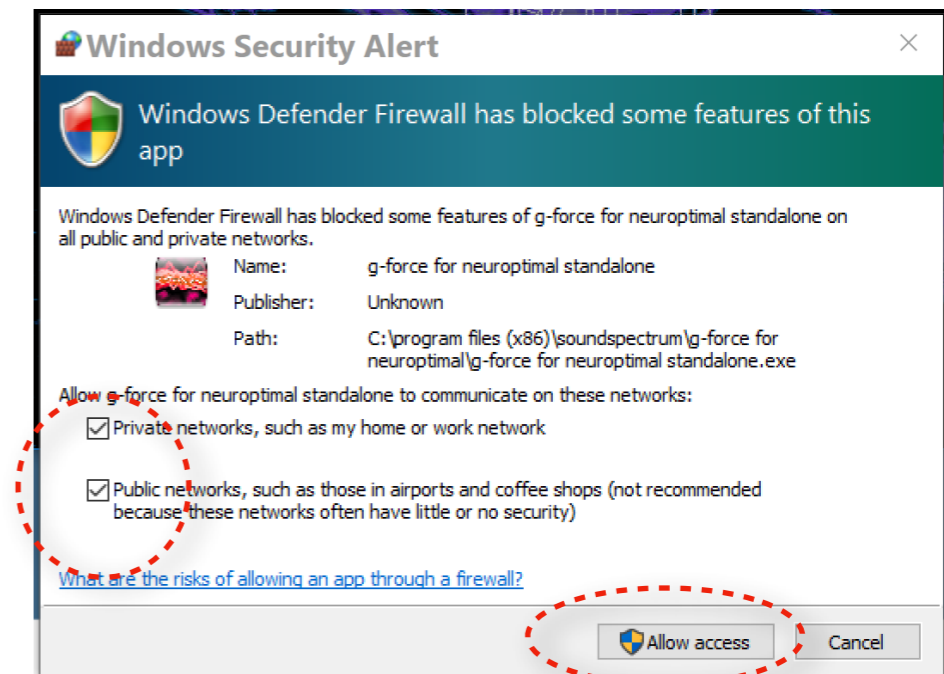 Windows Security Alert
Windows Defender Firewall has blocked some features of this
app
Windows Defender Firewall has blocked some features of g-force for neuroptimal standalone on
all public and private networks.
Name: g-force for neuroptimal standalone
Publisher: Unknown
Path: C:\program files (x86)\soundspectrum\g-force for
neuroptimal\g-force for neuroptimal standalone.exe
Allow g-force for neuroptimal standalone to communicate on these networks:
Private networks, such as my home or work network
Public networks, such as those in airports and coffee shops (not recommended
because these networks often have little or no security)
What are the risks of allowing an app through a firewall?
Allow access Cancel